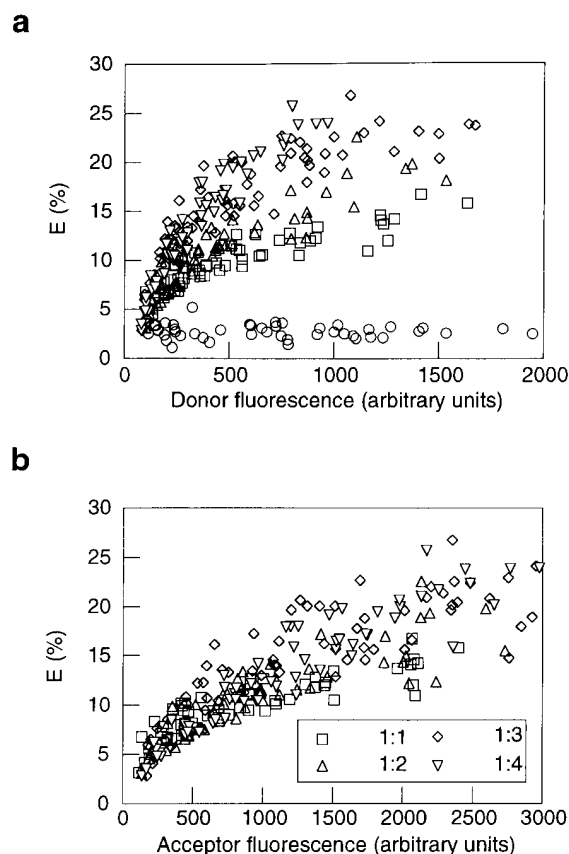 a
30
25
20
15
10
5
0
E (%)
0 500 1000 1500 2000
Donor fluorescence (arbitrary units)
b
30
25
20
15
10
5
0
E (%)
1:1 1:3
1:2 1:4
0 500 1000 1500 2000 2500 3000
Acceptor fluorescence (arbitrary units)